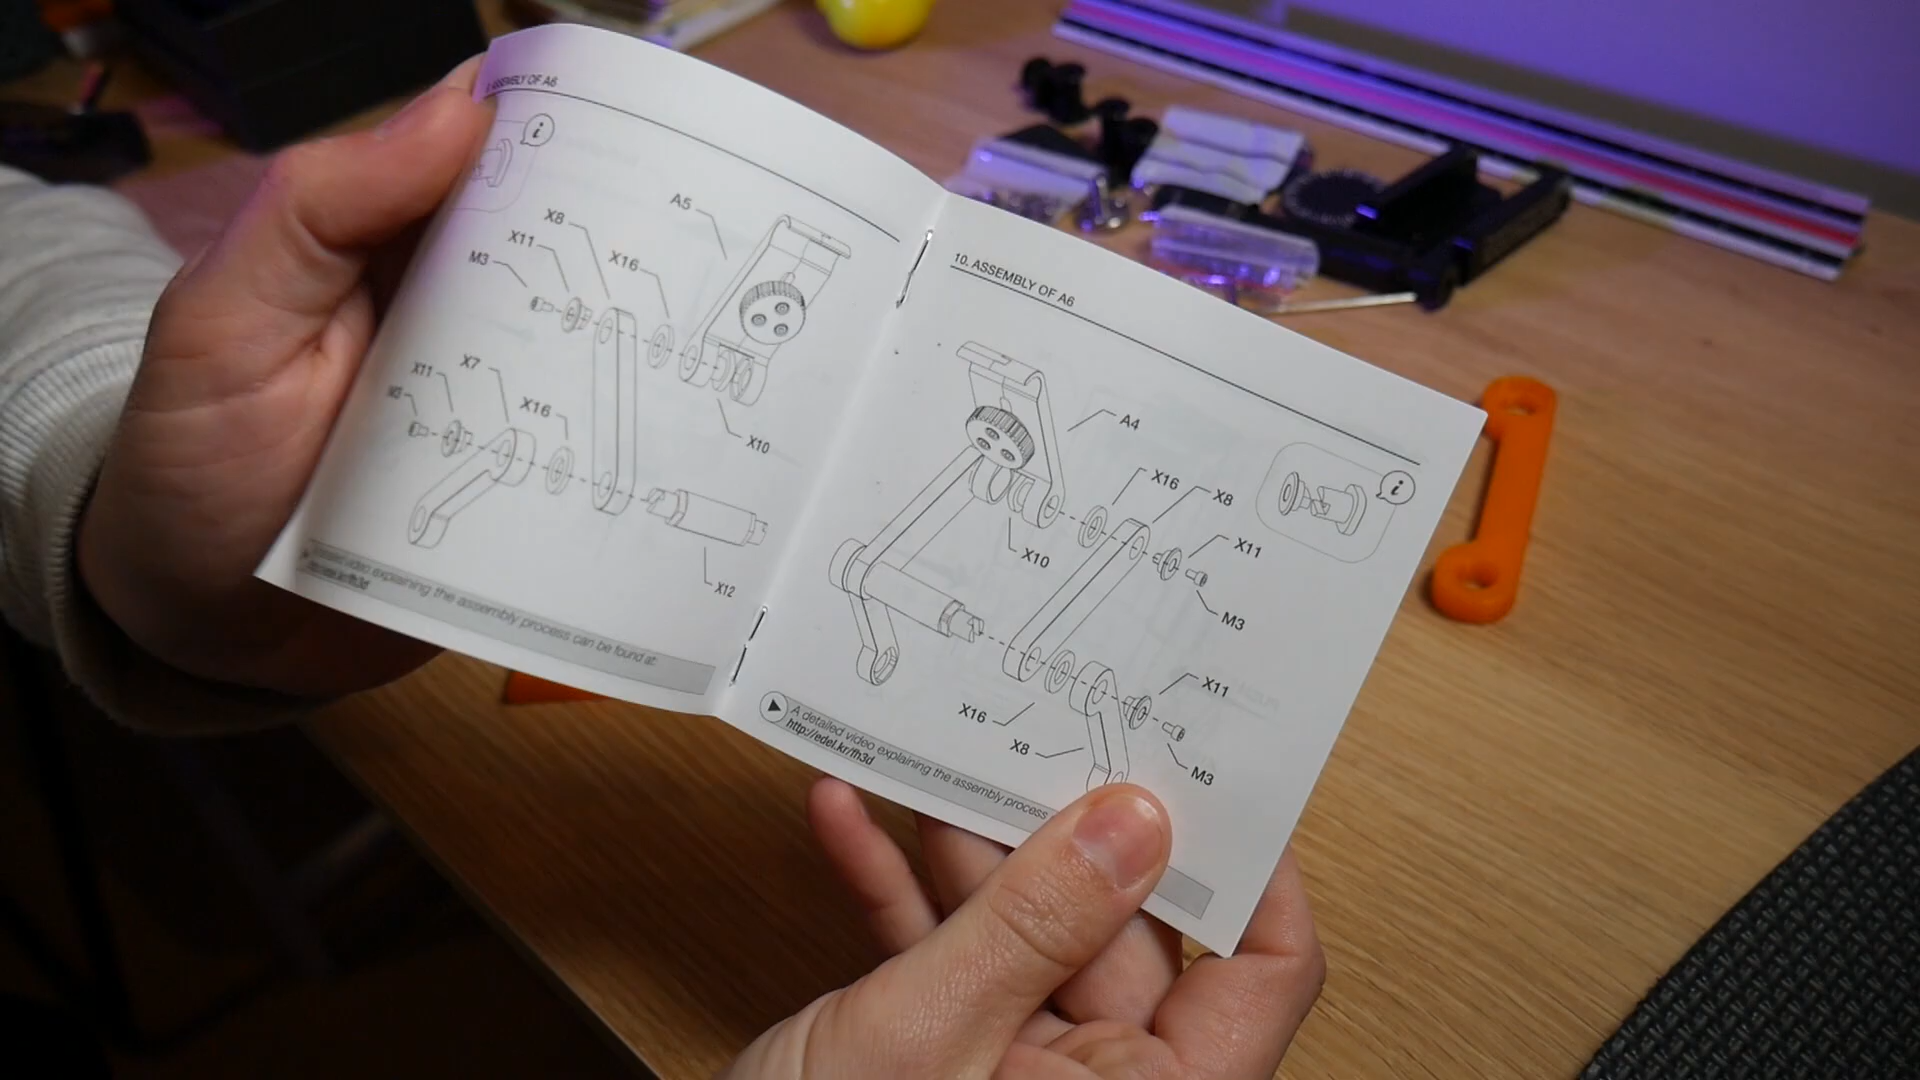 ASSEMBLY OF A6
i
A5
X8
X11
X16
M3
X7
X11
M3
X16
X10
X12
video explaining the assembly process can be found at:
10. ASSEMBLY OF A6
A4
X16
X8
i
X11
X10
M3
X11
X16
X8
M3
A detailed video explaining the assembly process
http://edel.kr/fh3d